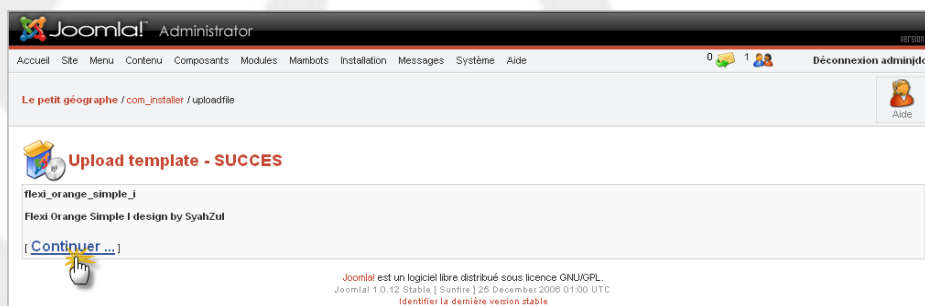 Joomla! Administrator
version
Accueil Site Menu Contenu Composants Modules Mambots Installation Messages Système Aide 0 1 Déconnexion adminjdc
Le petit géographe / com_installer / uploadfile
Aide
Upload template - SUCCES
flexi_orange_simple_i
Flexi Orange Simple I design by SyahZul
[ Continuer ... ]
Joomla! est un logiciel libre distribué sous licence GNU/GPL.
Joomla! 1.0.12 Stable [ Sunfire ] 25 December 2006 01:00 UTC
Identifier la dernière version stable